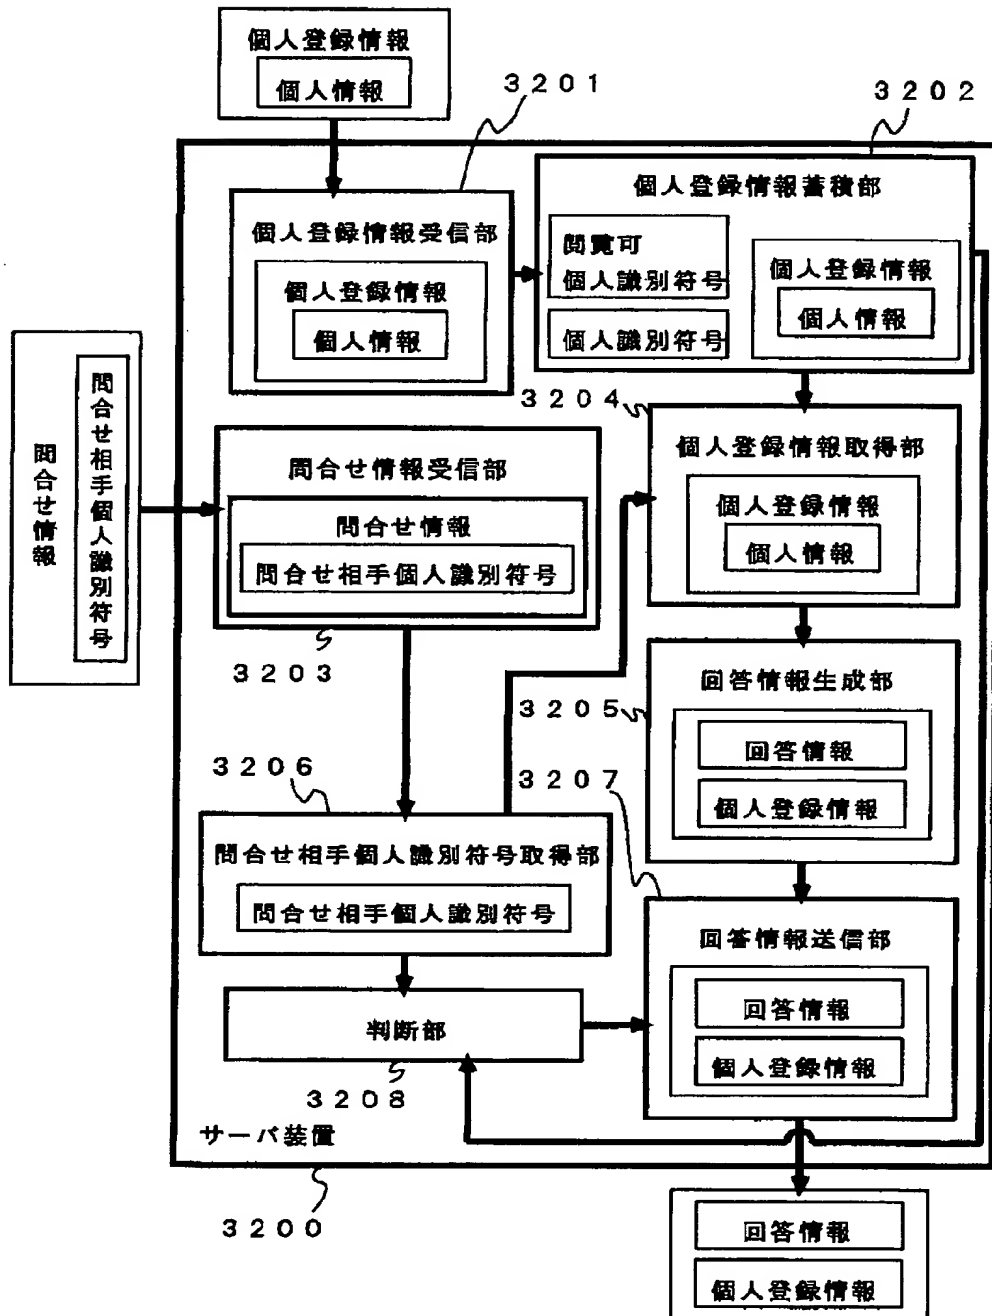 個人登録情報
個人情報
3201
3202
個人登録情報受信部
個人登録情報
個人情報
個人登録情報蓄積部
閲覧可
個人識別符号
個人識別符号
個人登録情報
個人情報
問合せ情報
問合せ相手個人識別符号
3203
問合せ情報受信部
問合せ情報
問合せ相手個人識別符号
3204
個人登録情報取得部
個人登録情報
個人情報
3205
回答情報生成部
回答情報
個人登録情報
3206
問合せ相手個人識別符号取得部
問合せ相手個人識別符号
3207
回答情報送信部
回答情報
個人登録情報
判断部
3208
サーバ装置
3200
回答情報
個人登録情報